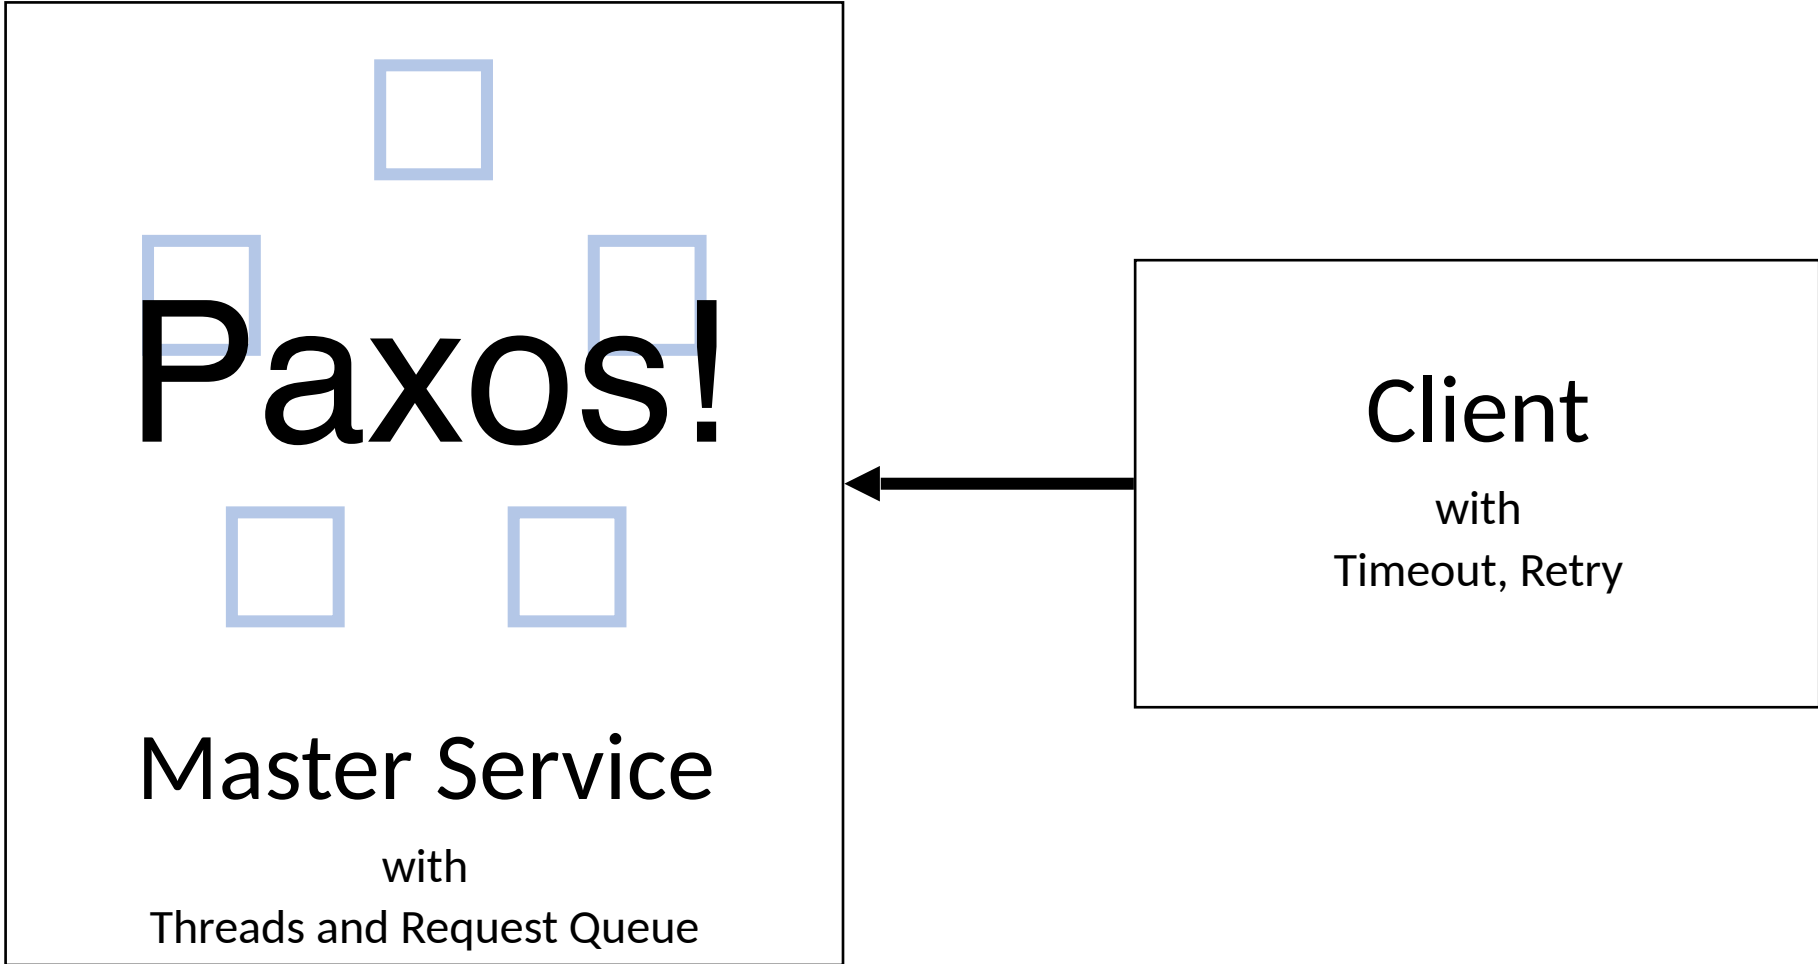 Paxos!
Master Service
with
Threads and Request Queue
Client
with
Timeout, Retry